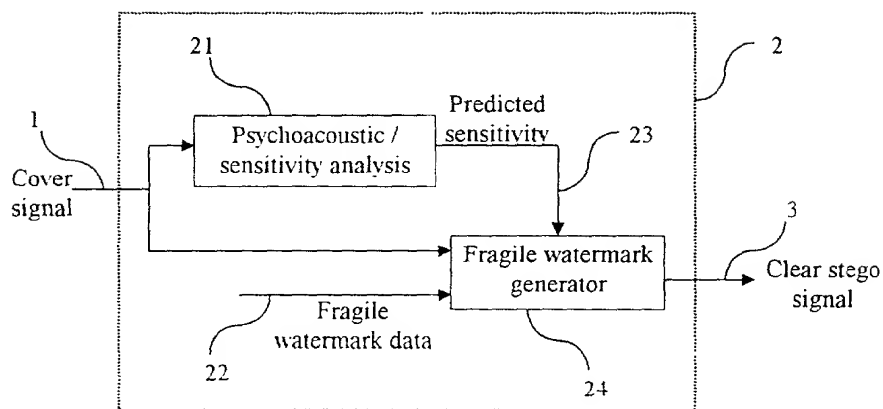 21
2
Predicted
sensitivity
1
Psychoacoustic /
sensitivity analysis
23
Cover
signal
3
Fragile watermark
generator
Clear stego
signal
Fragile
watermark data
22
24